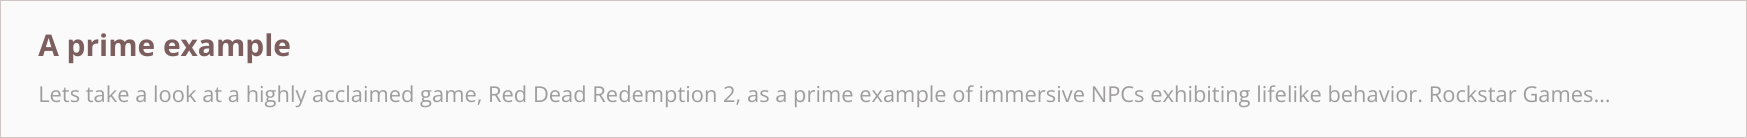 A prime example
Lets take a look at a highly acclaimed game, Red Dead Redemption 2, as a prime example of immersive NPCs exhibiting lifelike behavior. Rockstar Games...